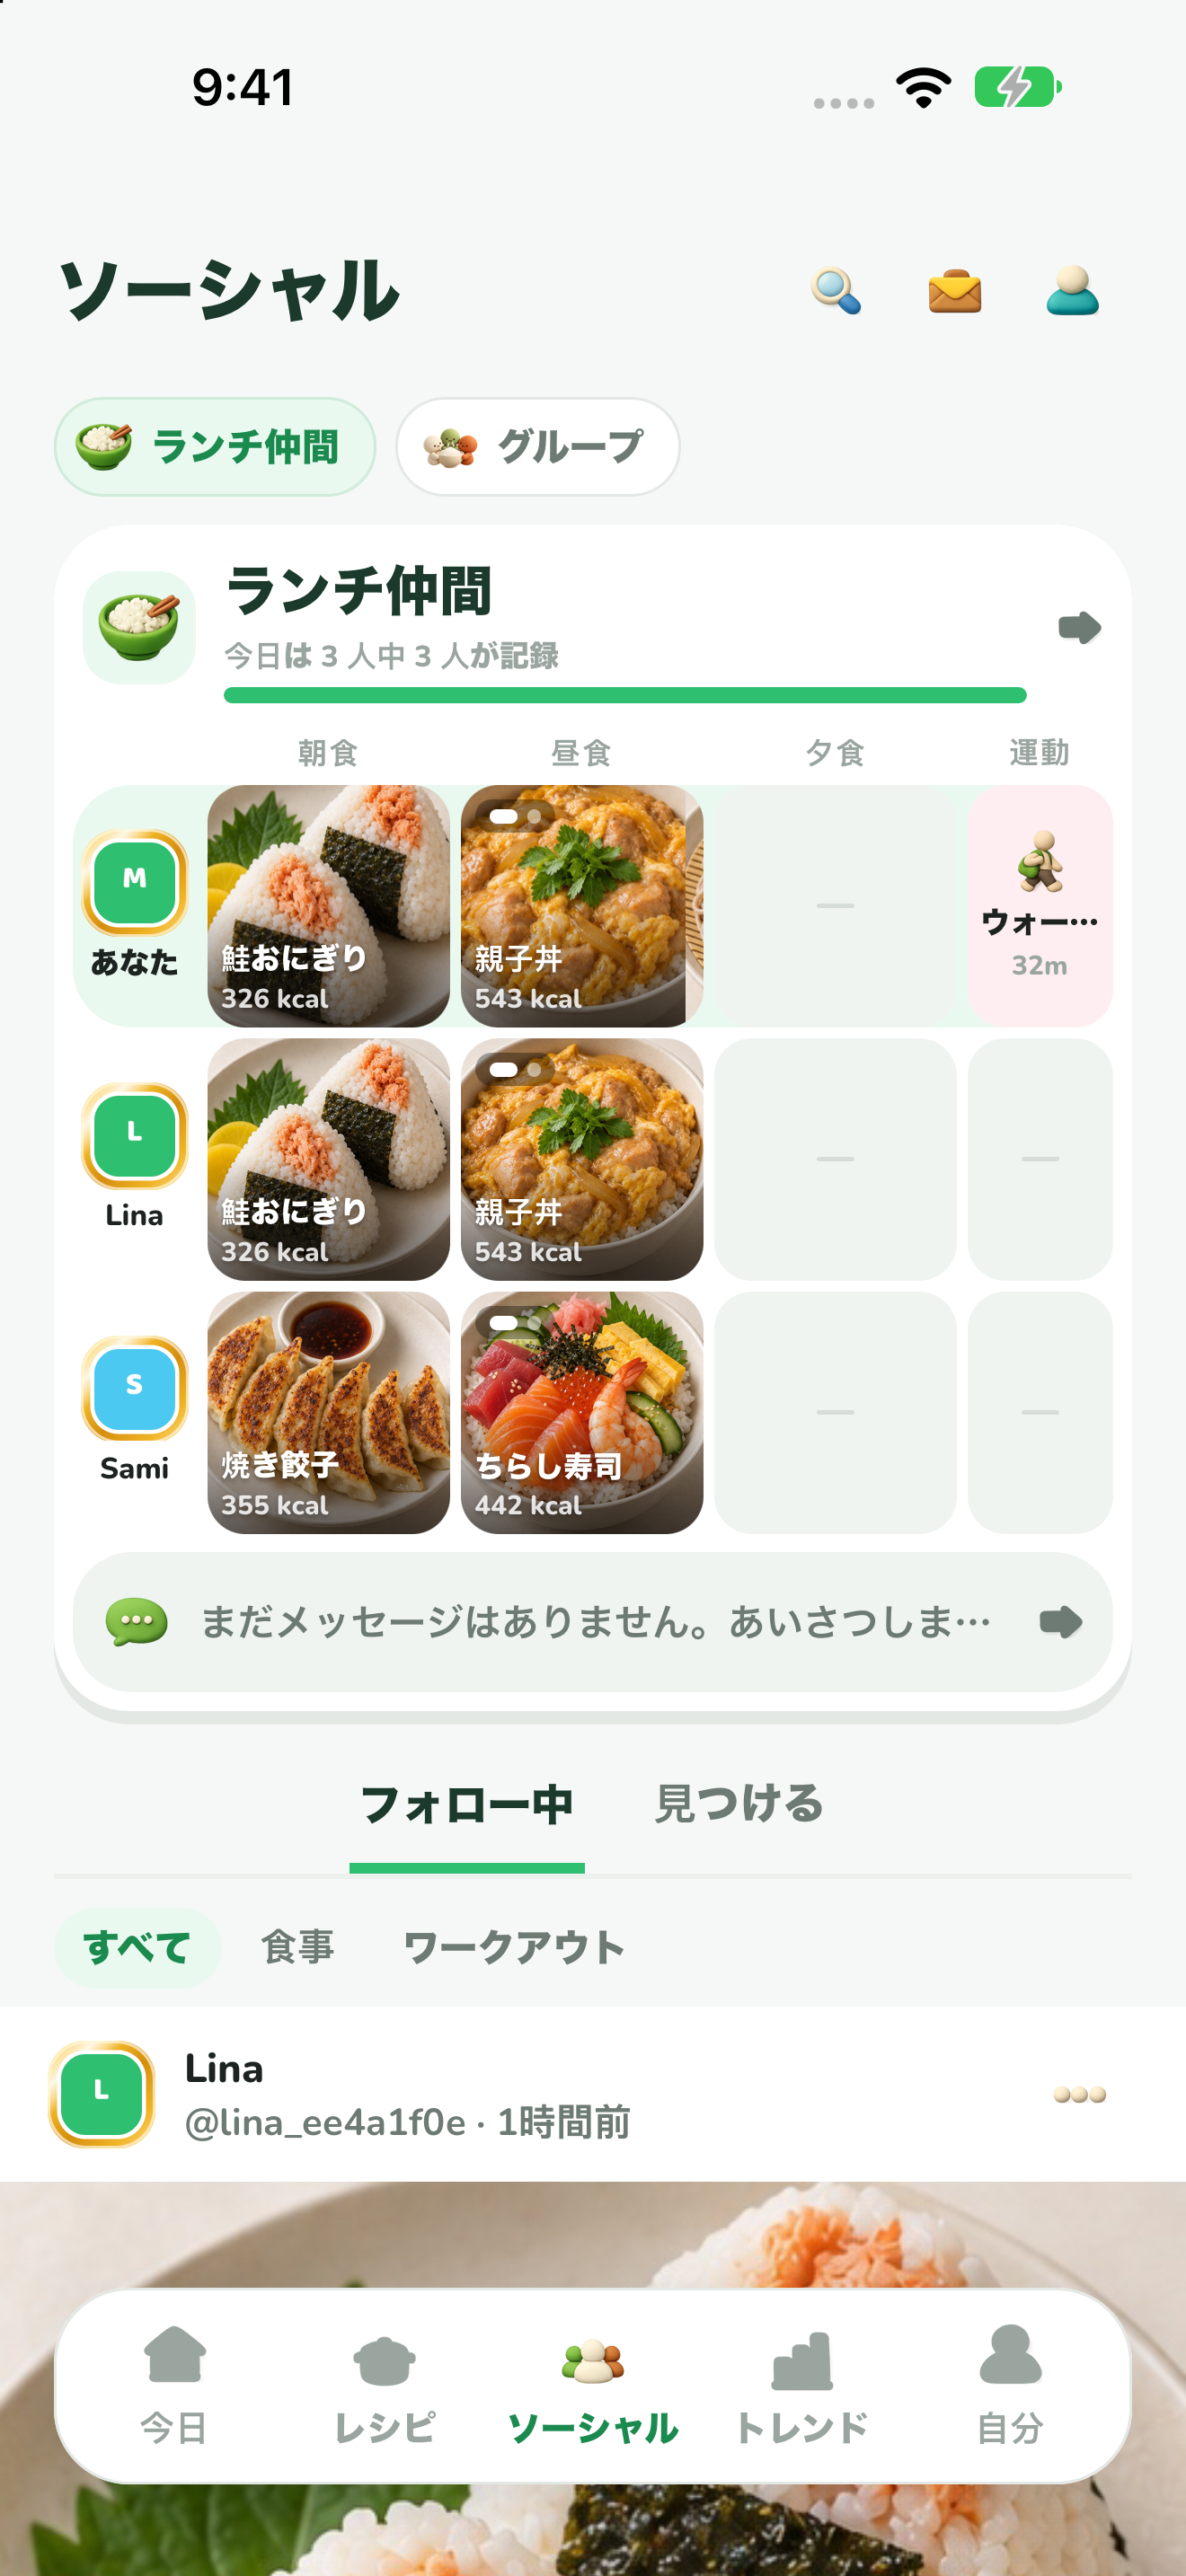 9:41
ソーシャル
ランチ仲間
グループ
ランチ仲間
今日は 3 人中 3 人が記録
朝食 昼食 夕食 運動
M
あなた
鮭おにぎり
326 kcal
親子丼
543 kcal
ウォー…
32m
L
Lina
鮭おにぎり
326 kcal
親子丼
543 kcal
S
Sami
焼き餃子
355 kcal
ちらし寿司
442 kcal
まだメッセージはありません。あいさつしま…
フォロー中 見つける
すべて 食事 ワークアウト
L
Lina
@lina_ee4a1f0e · 1時間前
今日 レシピ ソーシャル トレンド 自分